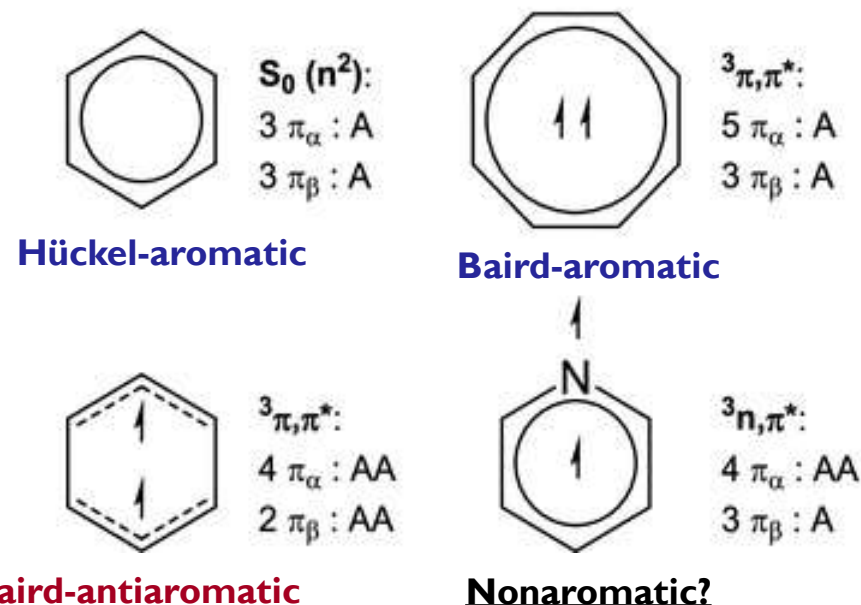 S₀ (n²):
3 πα : A
3 πβ : A
Hückel-aromatic
³π,π*:
5 πα : A
3 πβ : A
Baird-aromatic
³π,π*:
4 πα : AA
2 πβ : AA
aird-antiaromatic
N
³n,π*:
4 πα : AA
3 πβ : A
Nonaromatic?